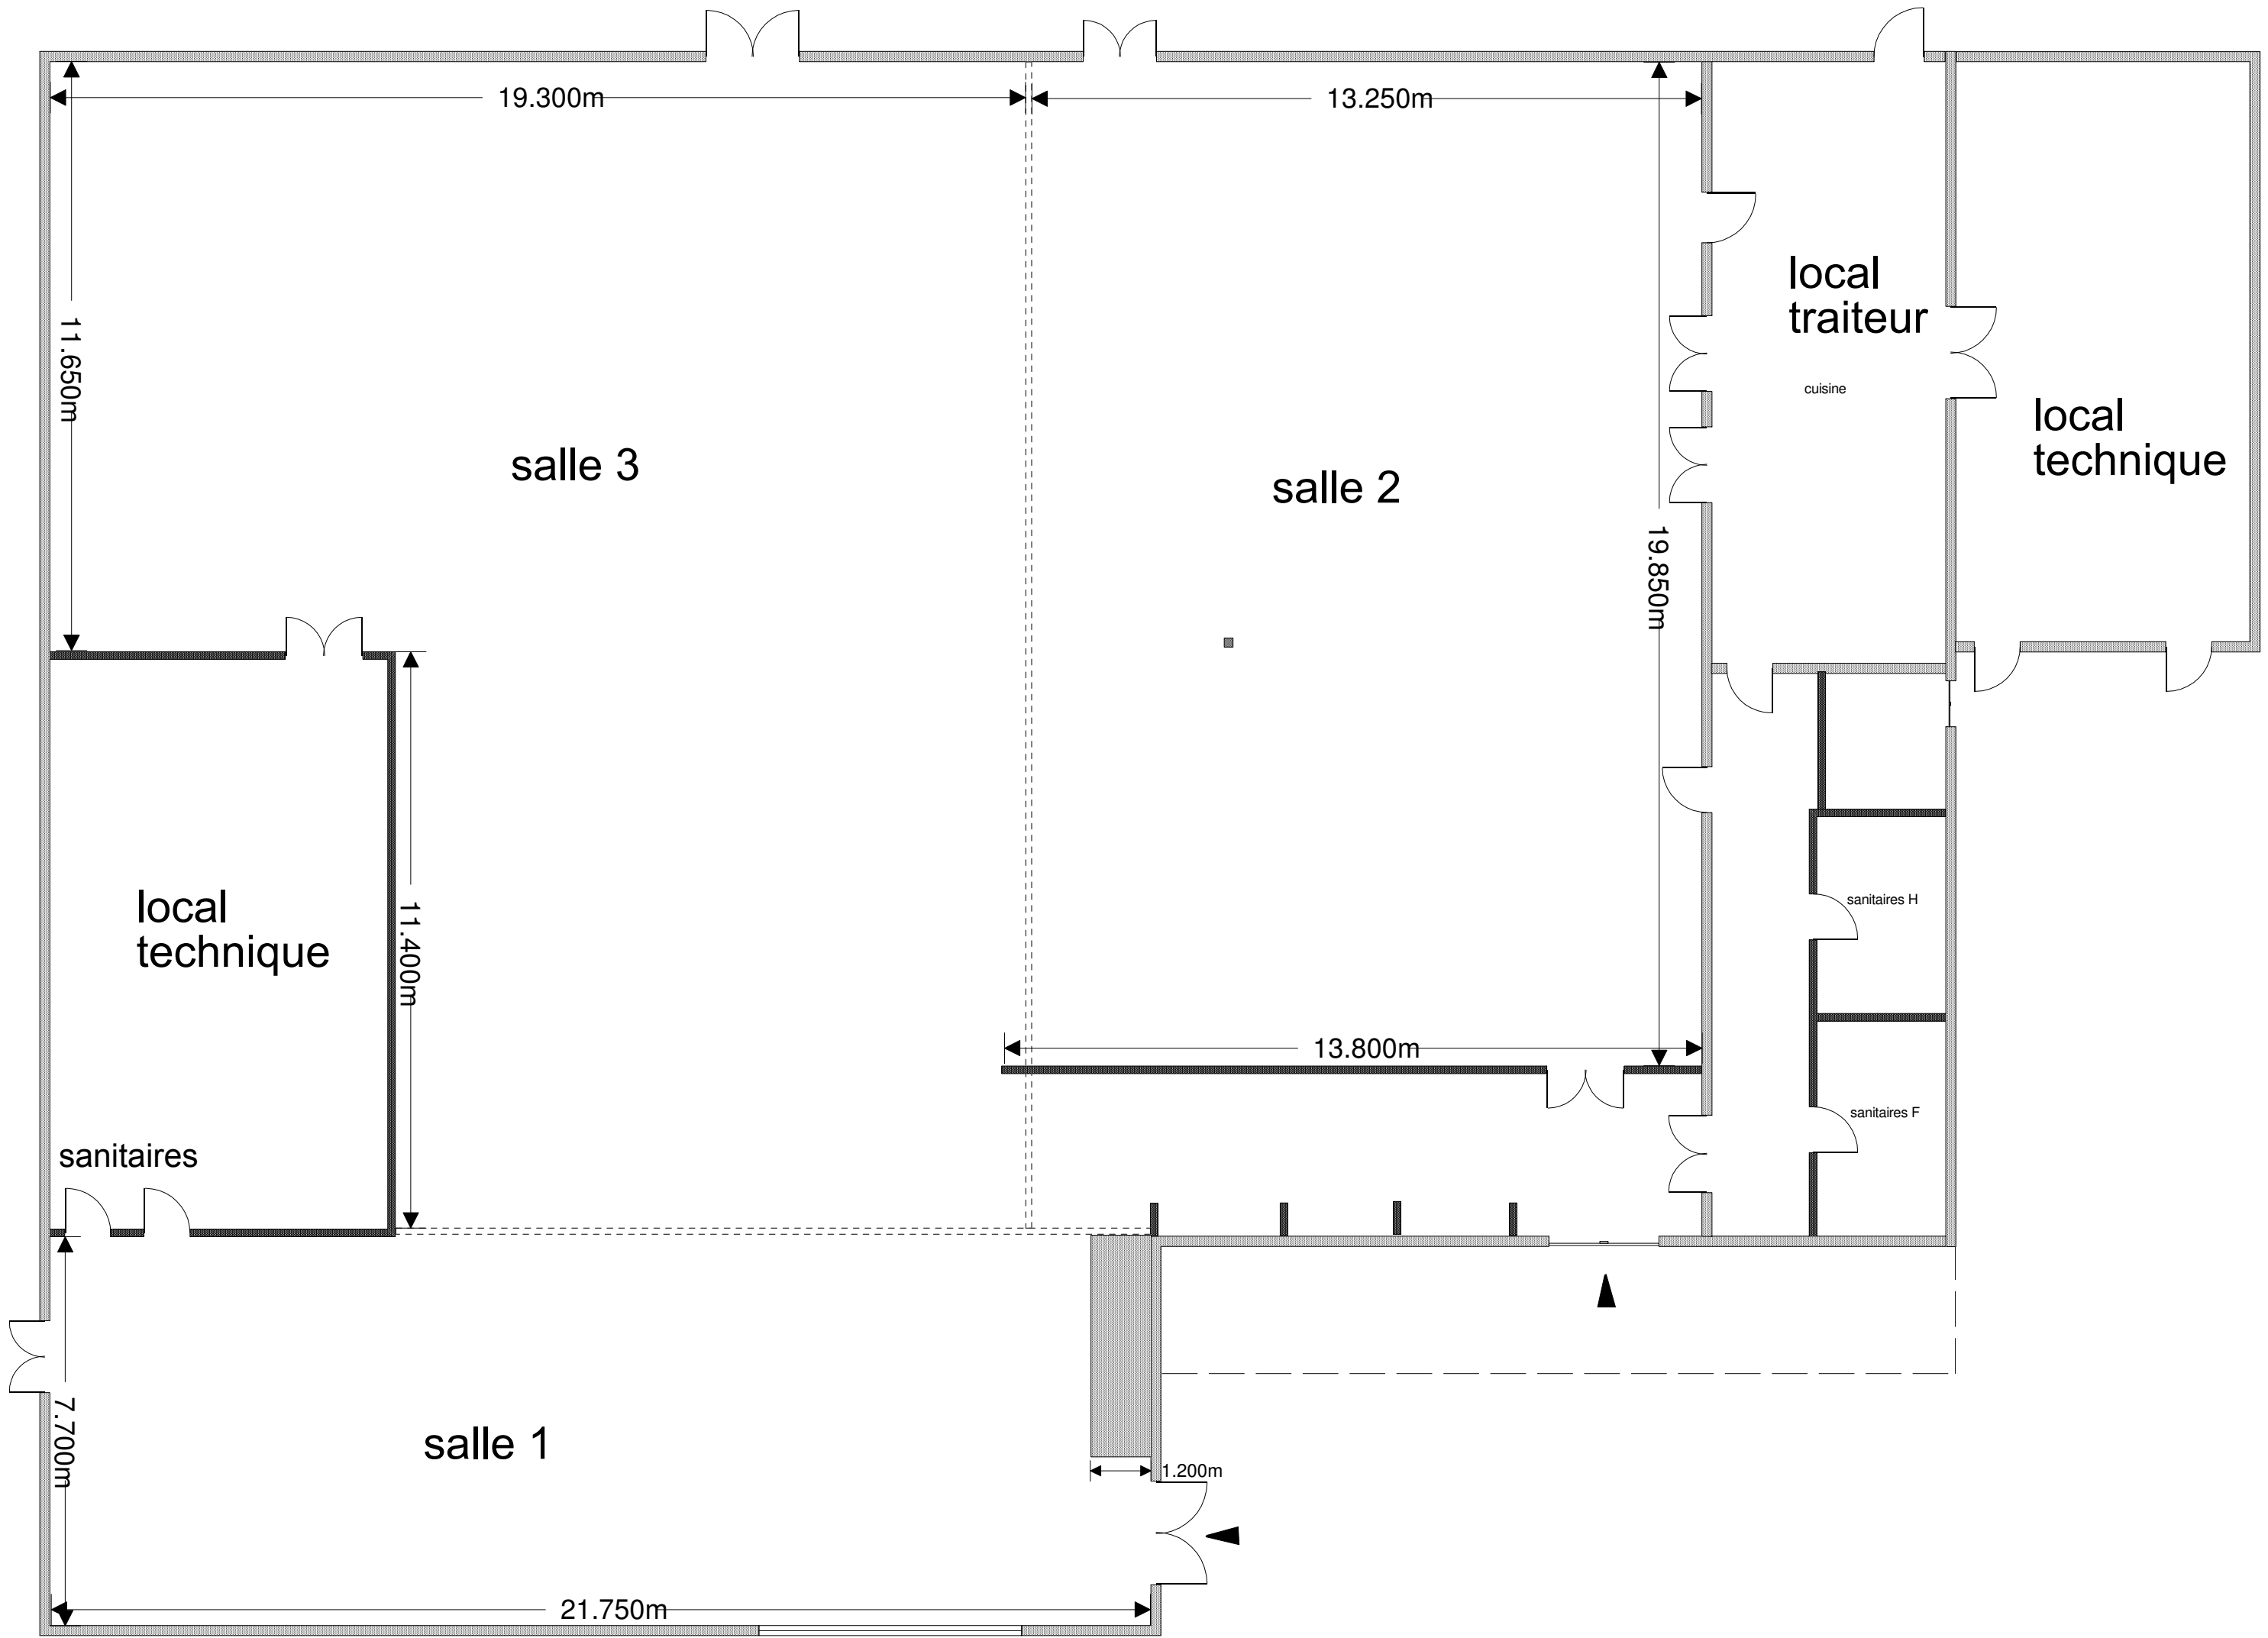 19.300m
13.250m
11.650m
local
traiteur
cuisine
local
technique
salle 3
salle 2
19.850m
local
technique
11.400m
sanitaires H
13.800m
sanitaires F
sanitaires
salle 1
7.700m
1.200m
21.750m